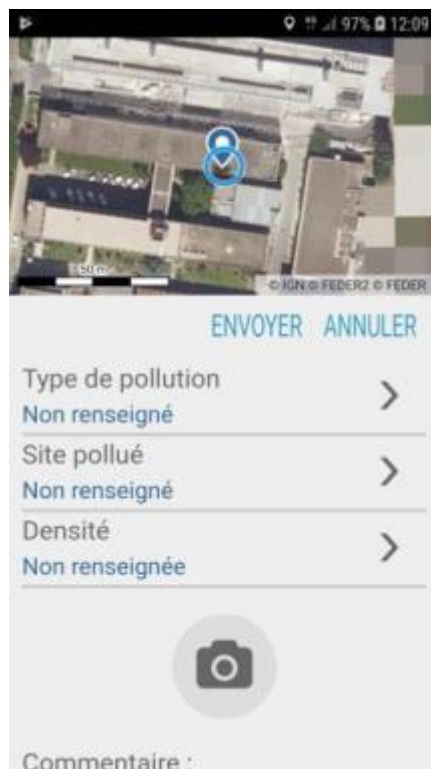 97% 12:09
50 m
© IGN © FEDER2 © FEDER
ENVOYER ANNULER
Type de pollution
Non renseigné
Site pollué
Non renseigné
Densité
Non renseignée
Commentaire :